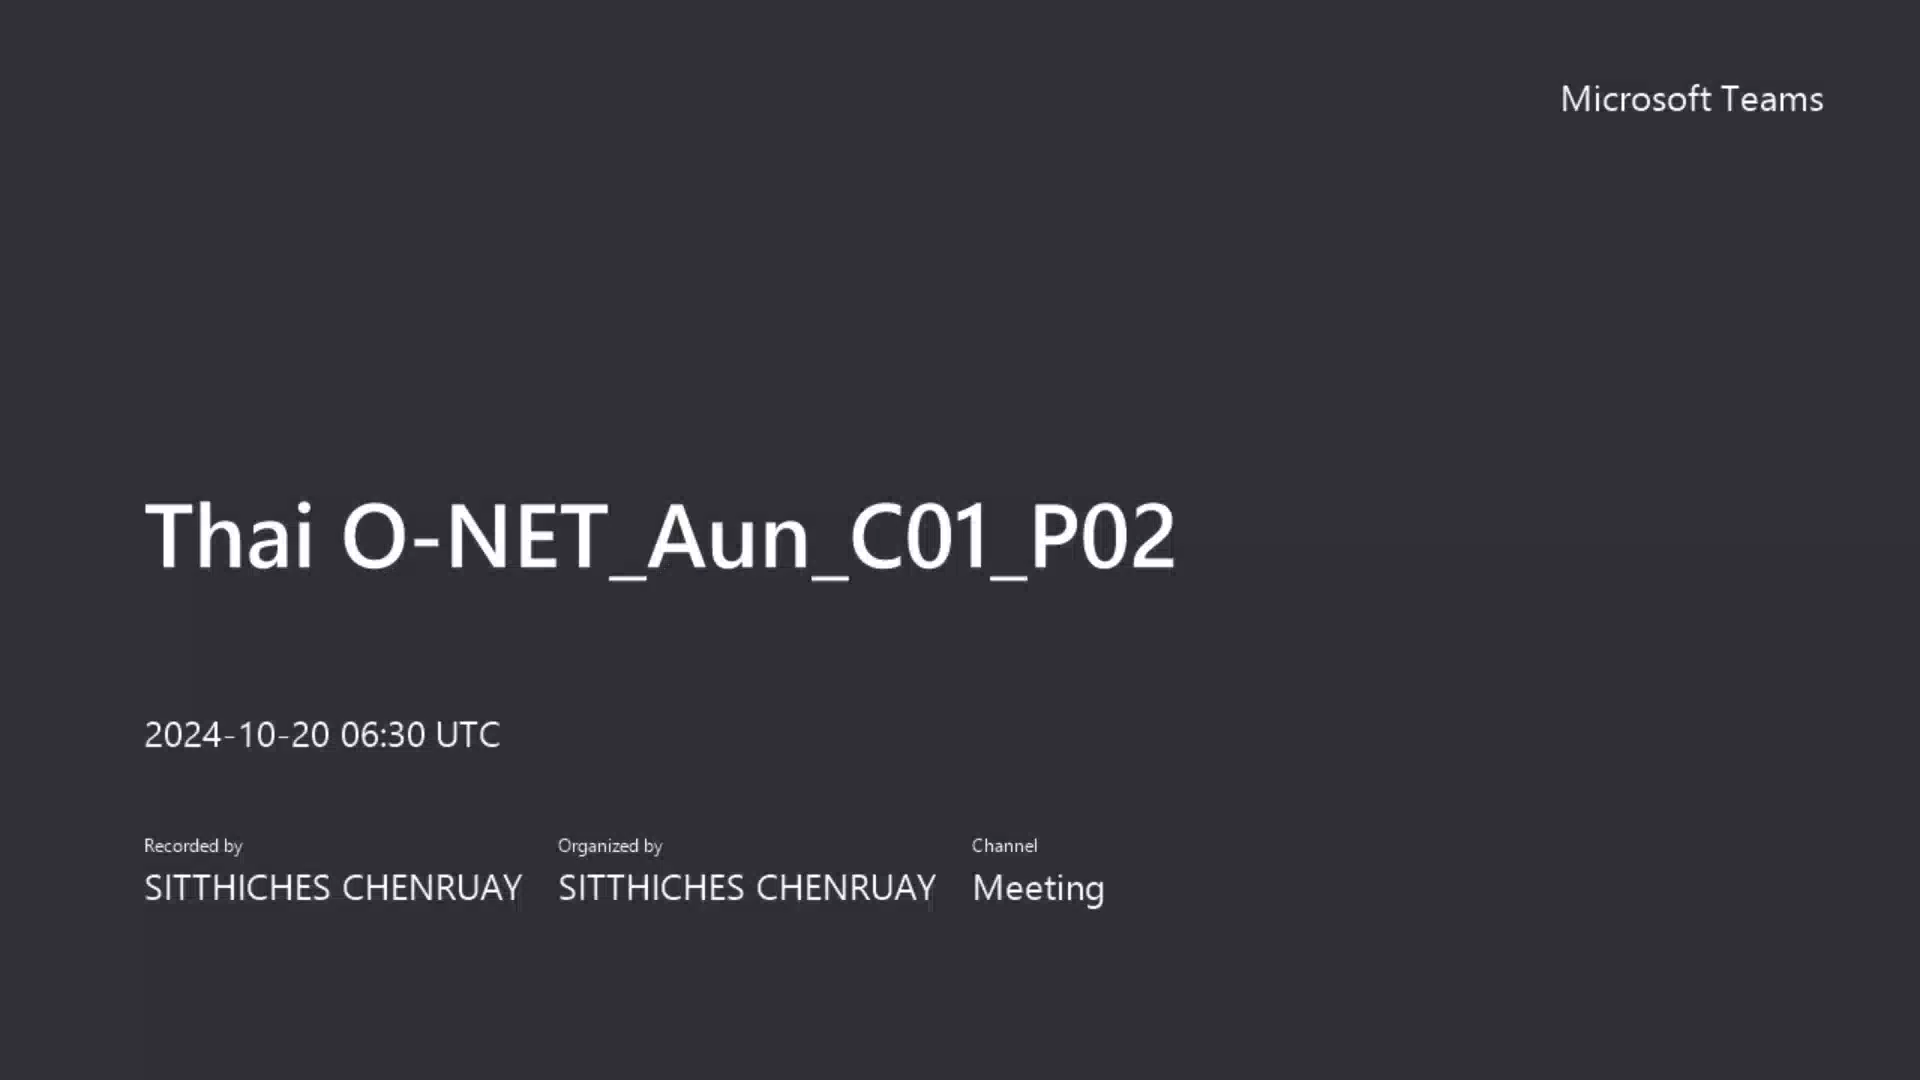 Microsoft Teams
Thai O-NET_Aun_C01_P02
2024-10-20 06:30 UTC
Recorded by
SITTHICHES CHENRUAY
Organized by
SITTHICHES CHENRUAY
Channel
Meeting